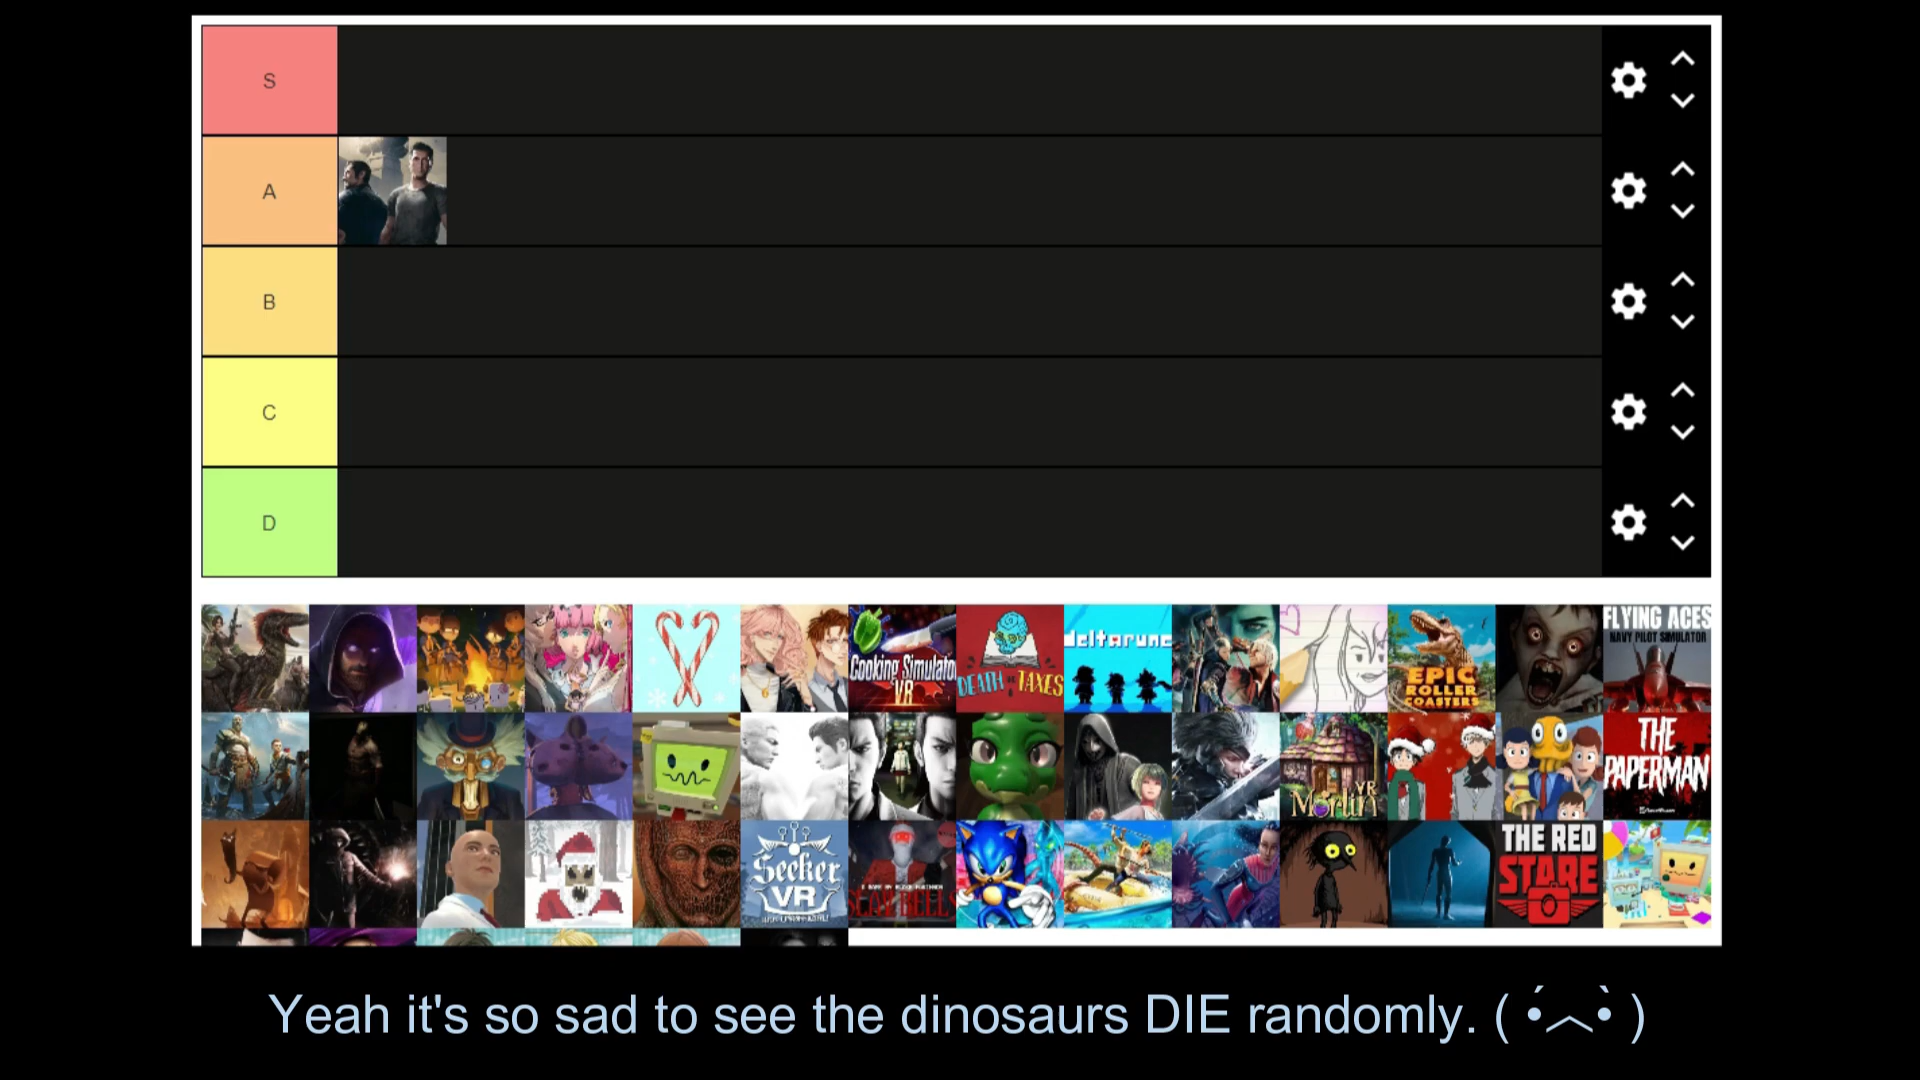 S
A
B
C
D
Cooking Simulator
VR
DEATH AND TAXES
deltarune
EPIC
ROLLER
COASTERS
FLYING ACES
NAVY PILOT SIMULATOR
Merlin VR
THE
PAPERMAN
Seeker
VR
THE RED
STARE
Yeah it's so sad to see the dinosaurs DIE randomly. ( •́︿•̀ )